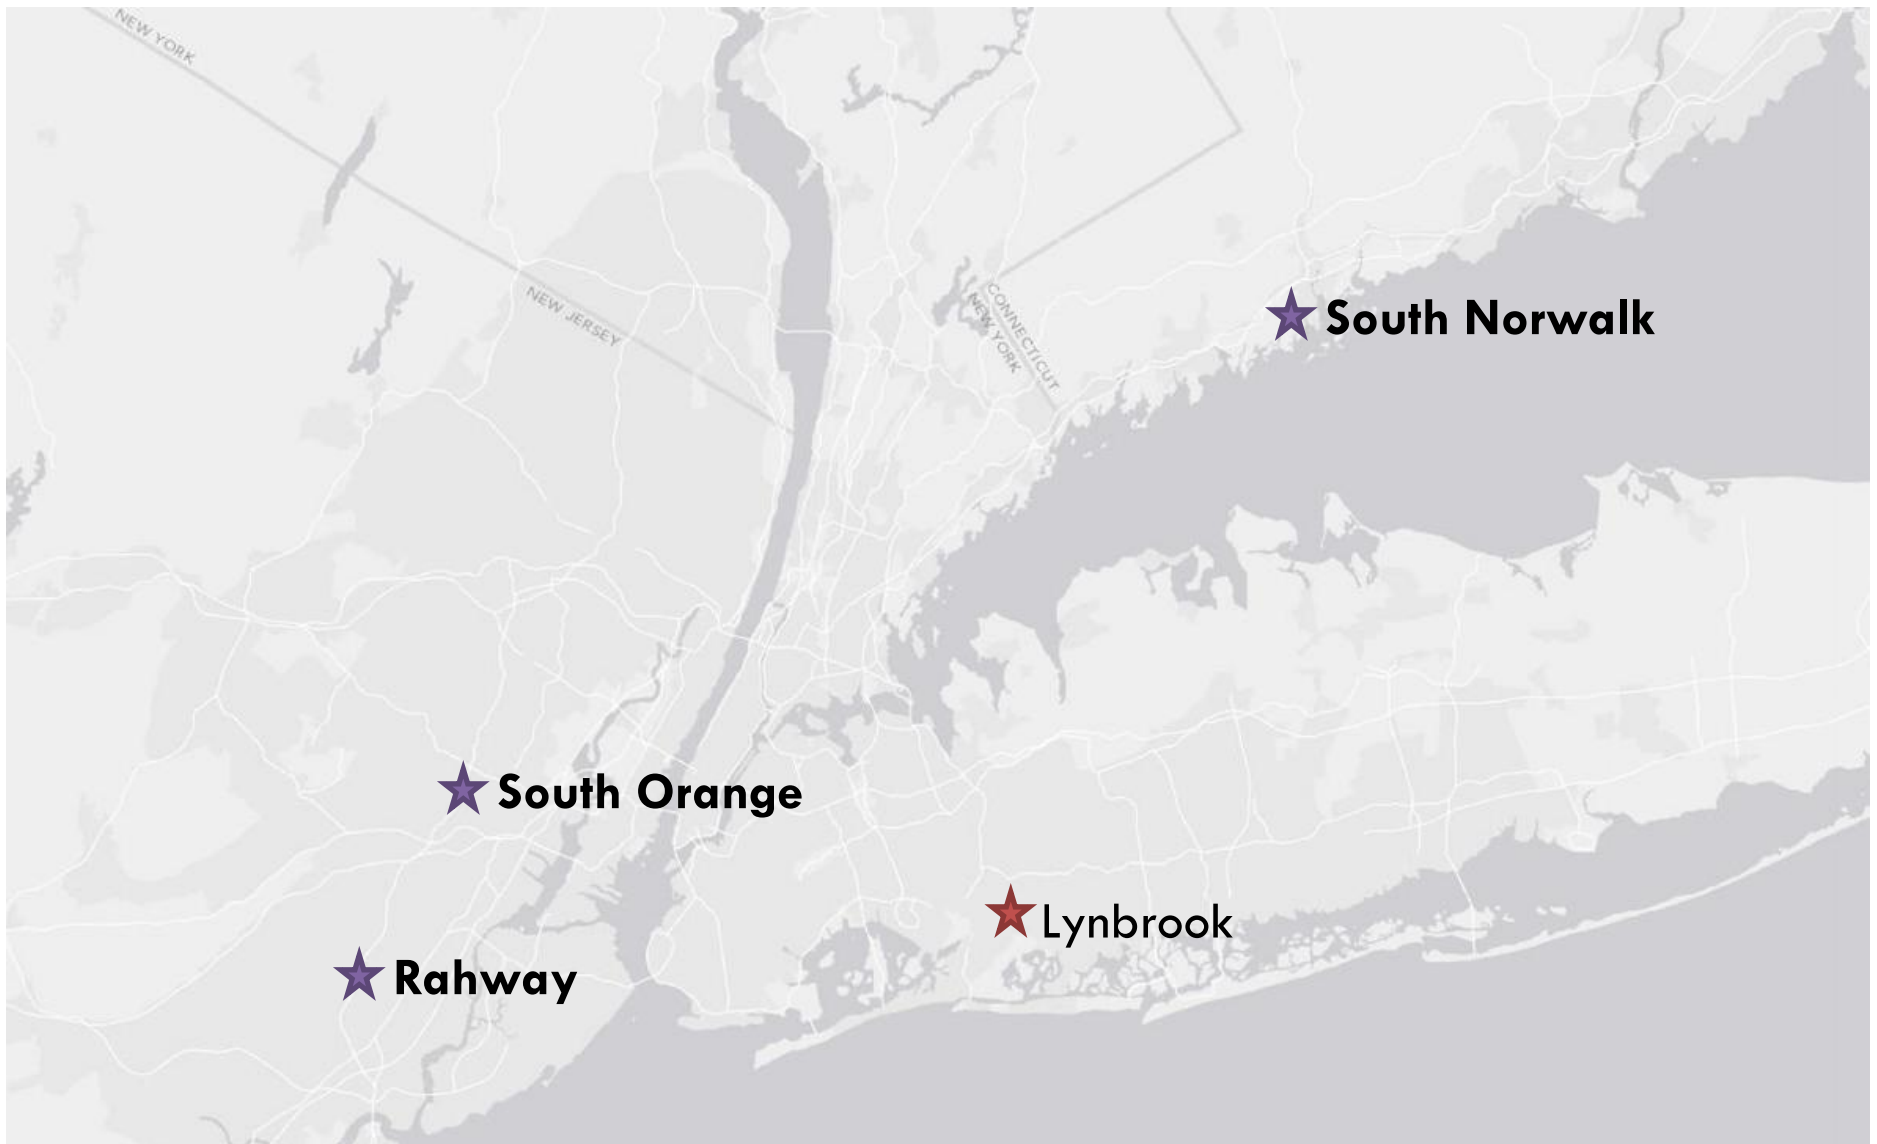 NEW YORK
NEW JERSEY
CONNECTICUT
NEW YORK
South Norwalk
South Orange
Lynbrook
Rahway